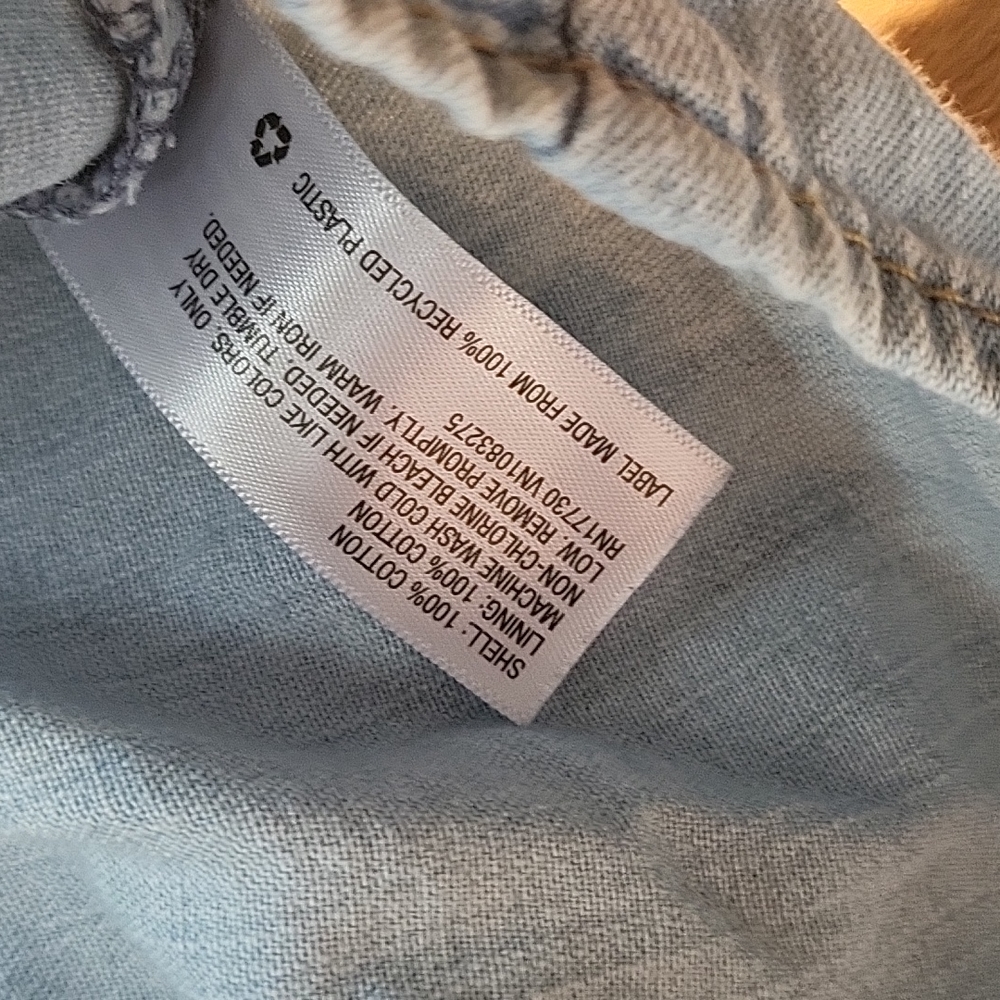 SHELL: 100% COTTON
LINING: 100% COTTON
MACHINE WASH COLD WITH LIKE COLORS. ONLY
NON-CHLORINE BLEACH IF NEEDED. TUMBLE DRY
LOW. REMOVE PROMPTLY. WARM IRON IF NEEDED.
RN17730 VN1083275
LABEL MADE FROM 100% RECYCLED PLASTIC